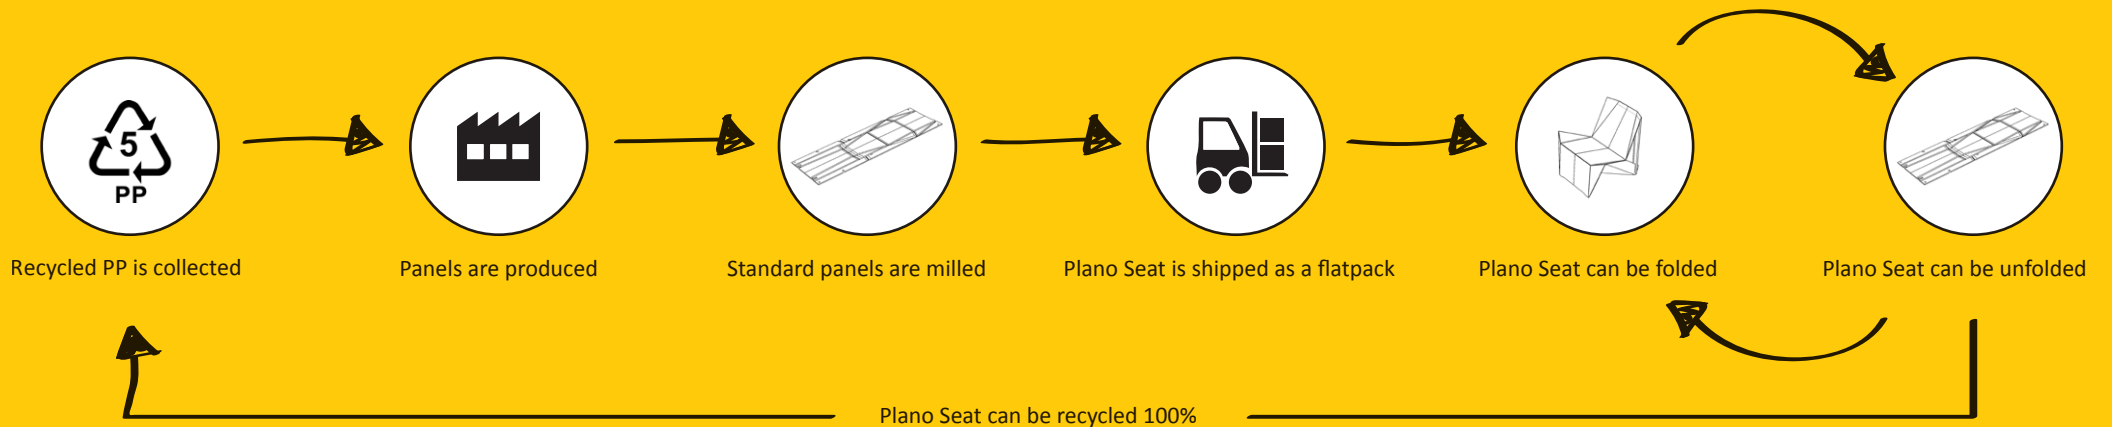 5
PP
Recycled PP is collected
Panels are produced
Standard panels are milled
Plano Seat is shipped as a flatpack
Plano Seat can be folded
Plano Seat can be unfolded
Plano Seat can be recycled 100%